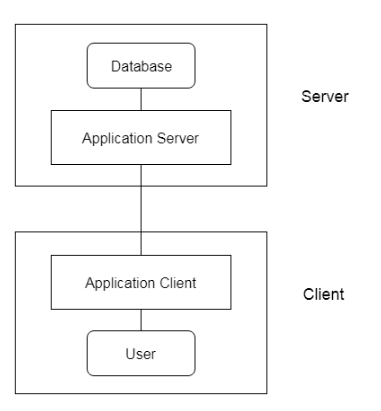 Database
Server
Application Server
Application Client
Client
User